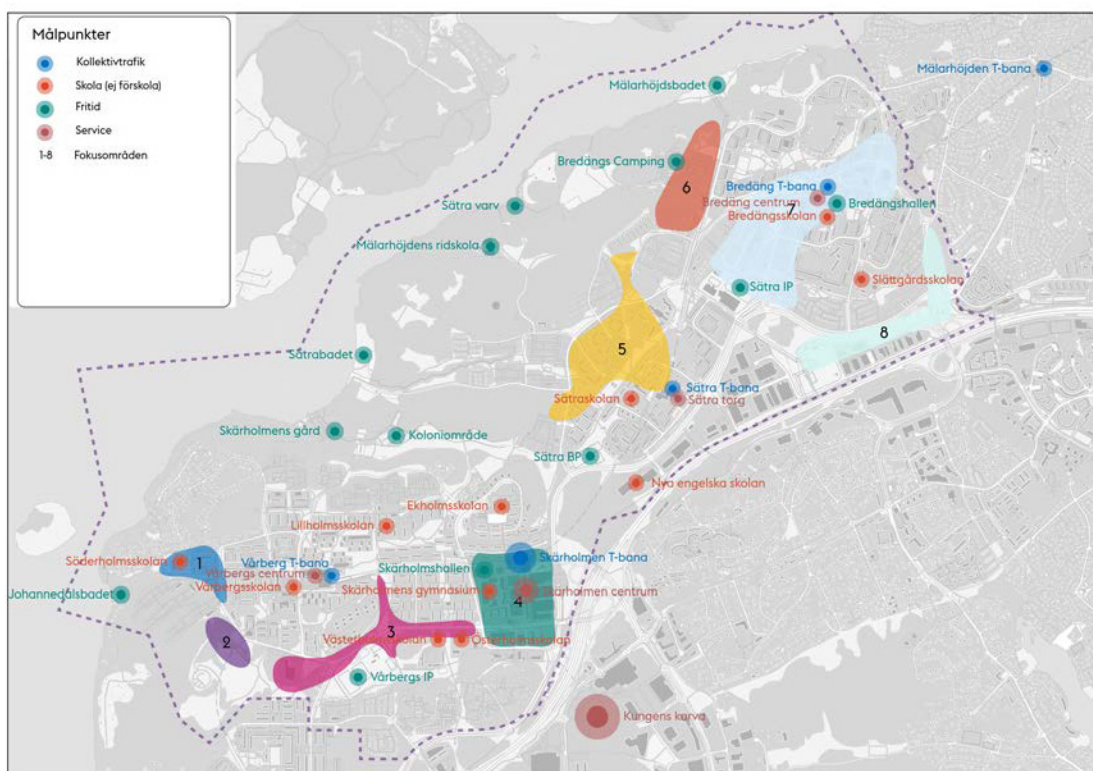 Målpunkter
Kollektivtrafik
Skola (ej förskola)
Fritid
Service
1-8 Fokusområden
Mälarhöjden T-bana
Mälarhöjdsbadet
Bredängs Camping
6
Bredäng T-bana
Bredäng centrum
Bredängshallen
7
Bredängsskolan
Sätra varv
Mälarhöjdens ridskola
Slättgårdsskolan
Sätra IP
8
5
Sätrabadet
Sätra T-bana
Sätraskolan
Sätra torg
Skärholmens gård
Koloniområde
Sätra BP
Nya engelska skolan
Ekholmsskolan
Lillholmsskolan
Söderholmsskolan
1
Vårberg T-bana
Skärholmen T-bana
Vårbergs centrum
Skärholmshallen
Vårbergsskolan
Skärholmens gymnasium
Skärholmen centrum
4
Johannedalsbadet
2
3
Västerholmsskolan
Österholmsskolan
Vårbergs IP
Kungens kurva